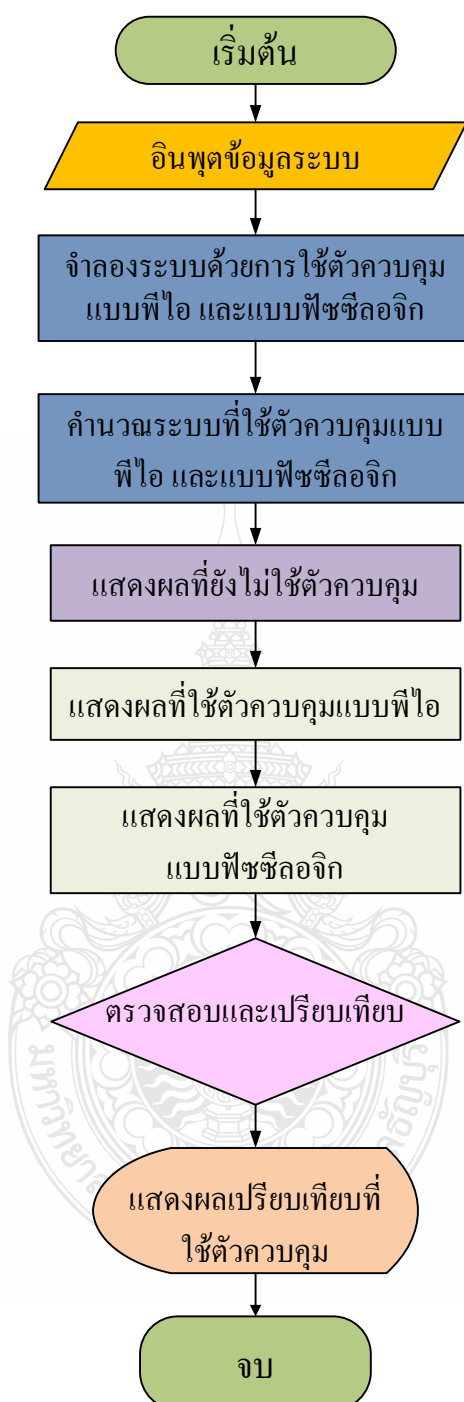 เริ่มต้น
อินพุตข้อมูลระบบ
จำลองระบบด้วยการใช้ตัวควบคุม
แบบพีไอ และแบบฟัซซีลอจิก
คำนวณระบบที่ใช้ตัวควบคุมแบบ
พีไอ และแบบฟัซซีลอจิก
แสดงผลที่ยังไม่ใช้ตัวควบคุม
แสดงผลที่ใช้ตัวควบคุมแบบพีไอ
แสดงผลที่ใช้ตัวควบคุม
แบบฟัซซีลอจิก
ตรวจสอบและเปรียบเทียบ
แสดงผลเปรียบเทียบที่
ใช้ตัวควบคุม
จบ